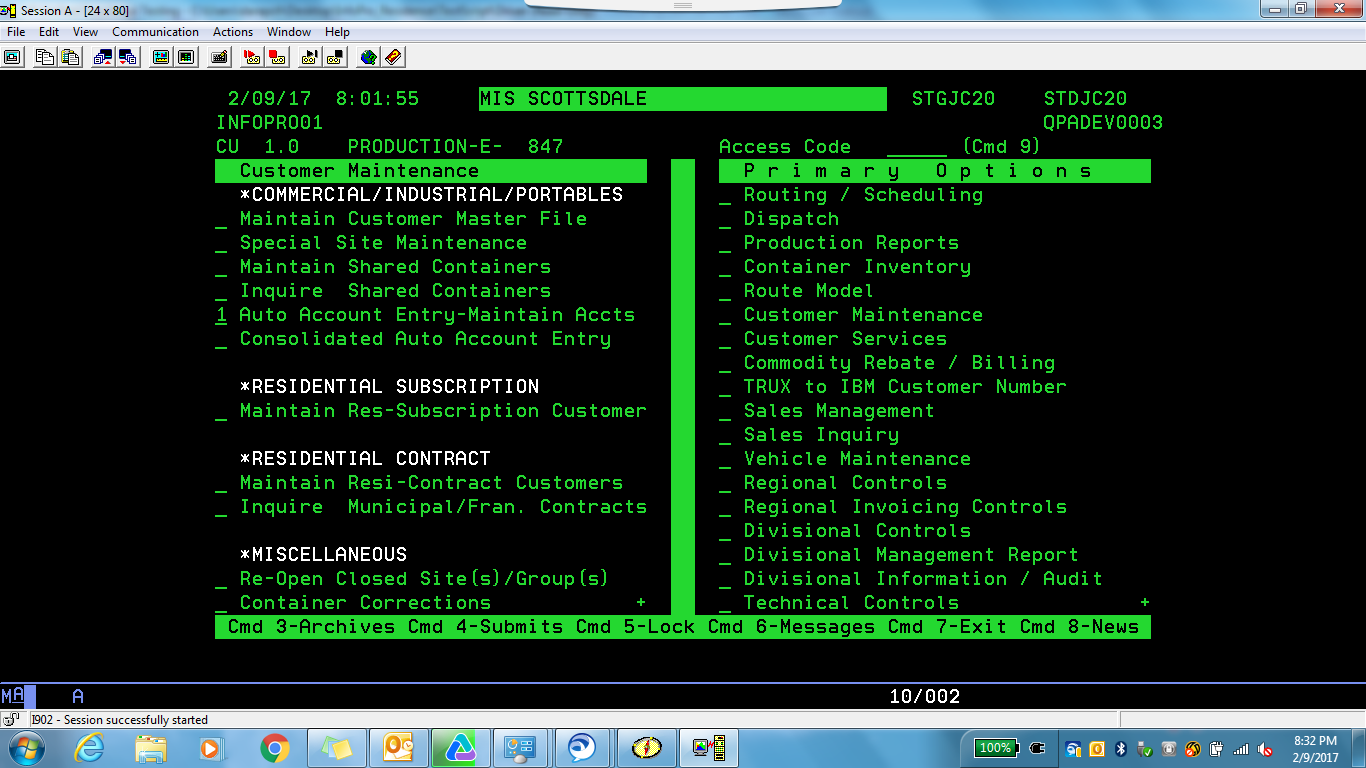 Session A - [24 x 80]
File Edit View Communication Actions Window Help
2/09/17 8:01:55 MIS SCOTTSDALE STGJC20 STDJC20
INFOPRO01 QPADEV0003
CU 1.0 PRODUCTION-E- 847 Access Code ______ (Cmd 9)
Customer Maintenance P r i m a r y O p t i o n s
*COMMERCIAL/INDUSTRIAL/PORTABLES _ Routing / Scheduling
_ Maintain Customer Master File _ Dispatch
_ Special Site Maintenance _ Production Reports
_ Maintain Shared Containers _ Container Inventory
_ Inquire Shared Containers _ Route Model
1 Auto Account Entry-Maintain Accts _ Customer Maintenance
_ Consolidated Auto Account Entry _ Customer Services
_ Commodity Rebate / Billing
*RESIDENTIAL SUBSCRIPTION _ TRUX to IBM Customer Number
_ Maintain Res-Subscription Customer _ Sales Management
_ Sales Inquiry
*RESIDENTIAL CONTRACT _ Vehicle Maintenance
_ Maintain Resi-Contract Customers _ Regional Controls
_ Inquire Municipal/Fran. Contracts _ Regional Invoicing Controls
_ Divisional Controls
*MISCELLANEOUS _ Divisional Management Report
_ Re-Open Closed Site(s)/Group(s) _ Divisional Information / Audit
_ Container Corrections + _ Technical Controls +
Cmd 3-Archives Cmd 4-Submits Cmd 5-Lock Cmd 6-Messages Cmd 7-Exit Cmd 8-News
MA A 10/002
I902 - Session successfully started
100% 8:32 PM
2/9/2017